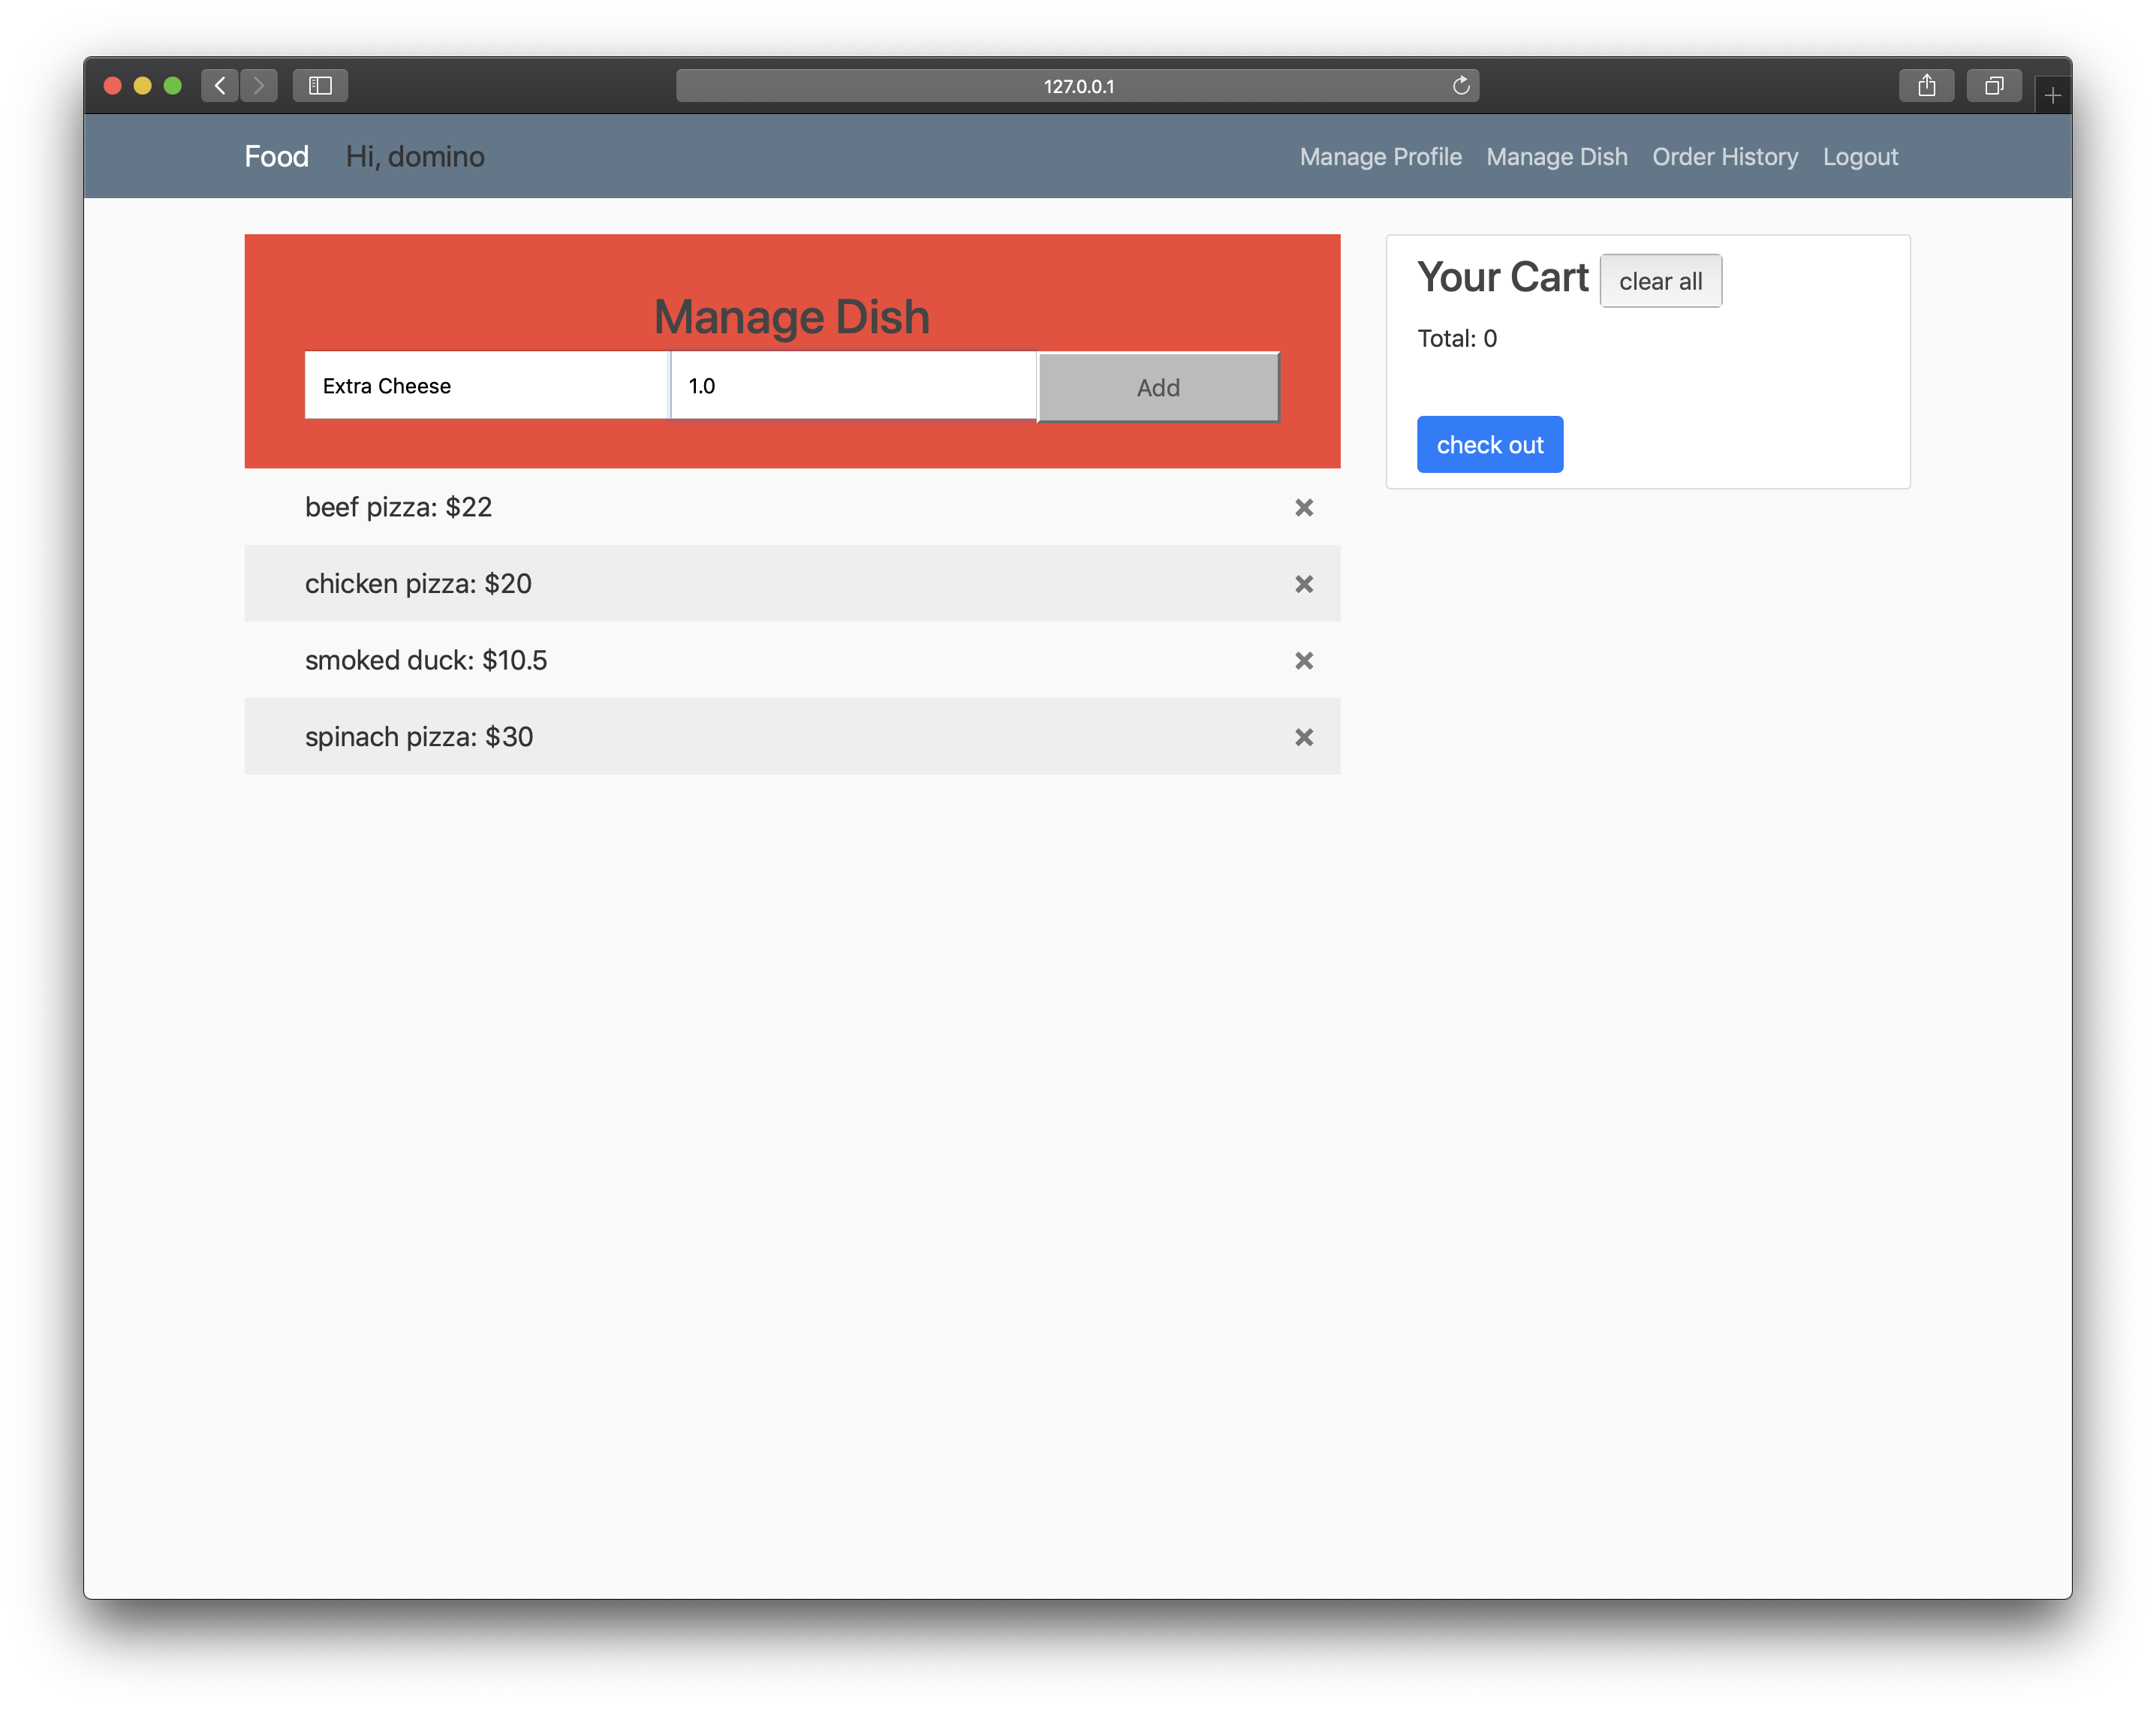 127.0.0.1
Food Hi, domino Manage Profile Manage Dish Order History Logout
Manage Dish
Extra Cheese 1.0 Add
beef pizza: $22
chicken pizza: $20
smoked duck: $10.5
spinach pizza: $30
Your Cart clear all
Total: 0
check out